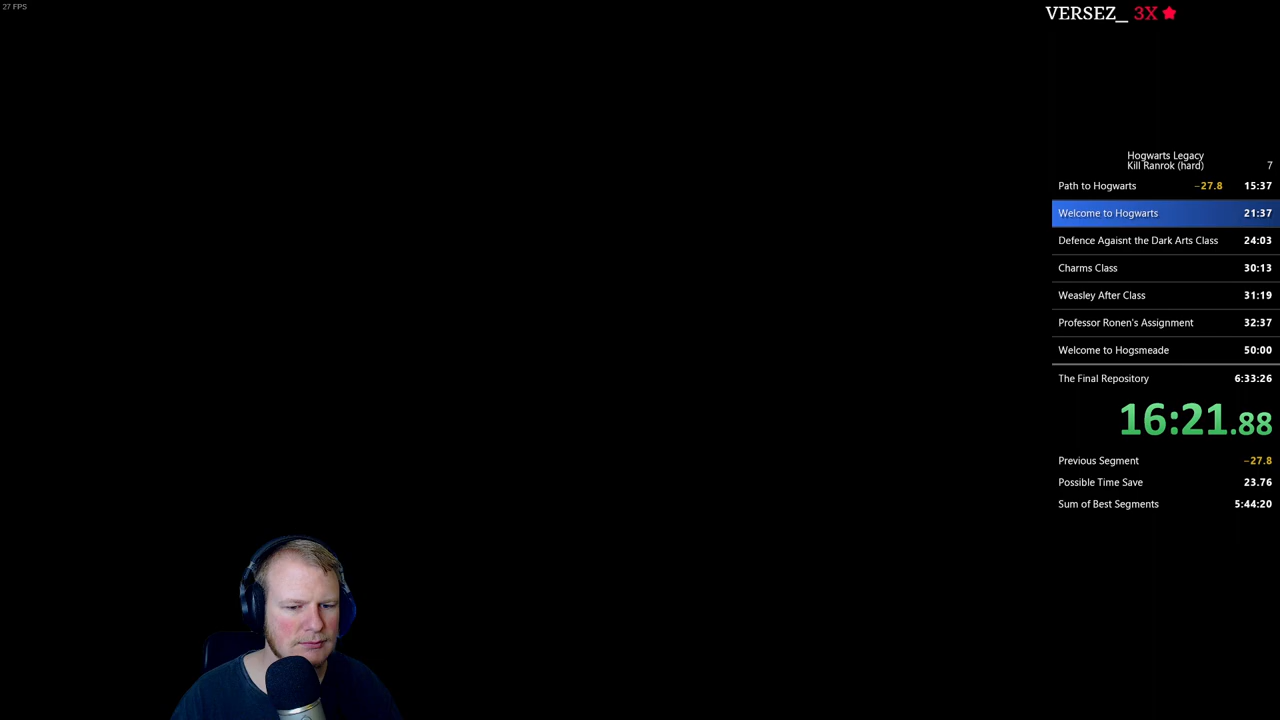 27 FPS
VERSEZ_ 3X
Hogwarts Legacy
Kill Ranrok (hard) 7
Path to Hogwarts -27.8 15:37
Welcome to Hogwarts 21:37
Defence Agaisnt the Dark Arts Class 24:03
Charms Class 30:13
Weasley After Class 31:19
Professor Ronen's Assignment 32:37
Welcome to Hogsmeade 50:00
The Final Repository 6:33:26
16:21.88
Previous Segment -27.8
Possible Time Save 23.76
Sum of Best Segments 5:44:20